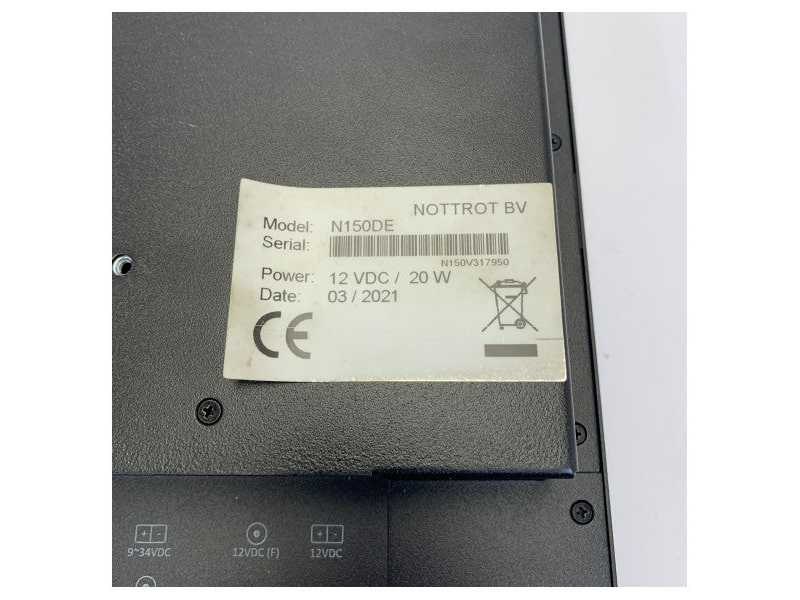 NOTTROT BV
Model: N150DE
Serial:
N150V317950
Power: 12 VDC / 20 W
Date: 03 / 2021
CE
9~34VDC 12VDC (F) 12VDC